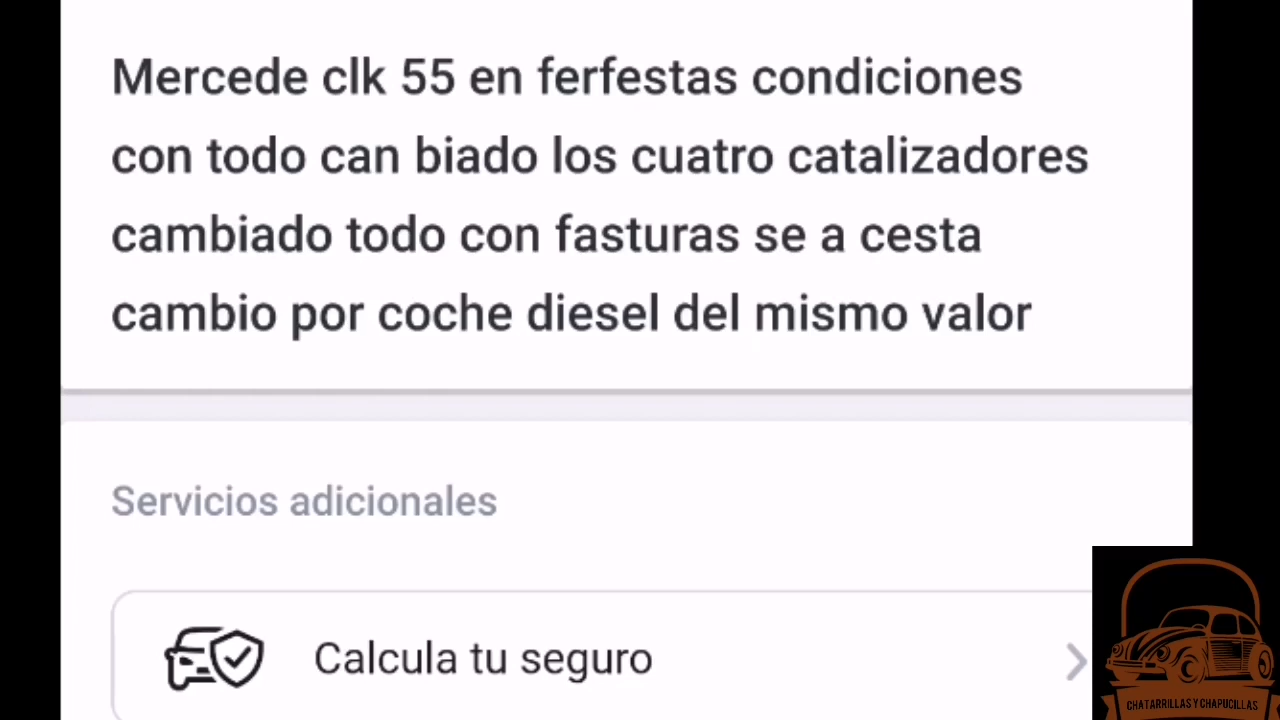 Mercede clk 55 en ferfestas condiciones
con todo can biado los cuatro catalizadores
cambiado todo con fasturas se a cesta
cambio por coche diesel del mismo valor
Servicios adicionales
Calcula tu seguro
CHATARRILLAS Y CHAPUCILLAS